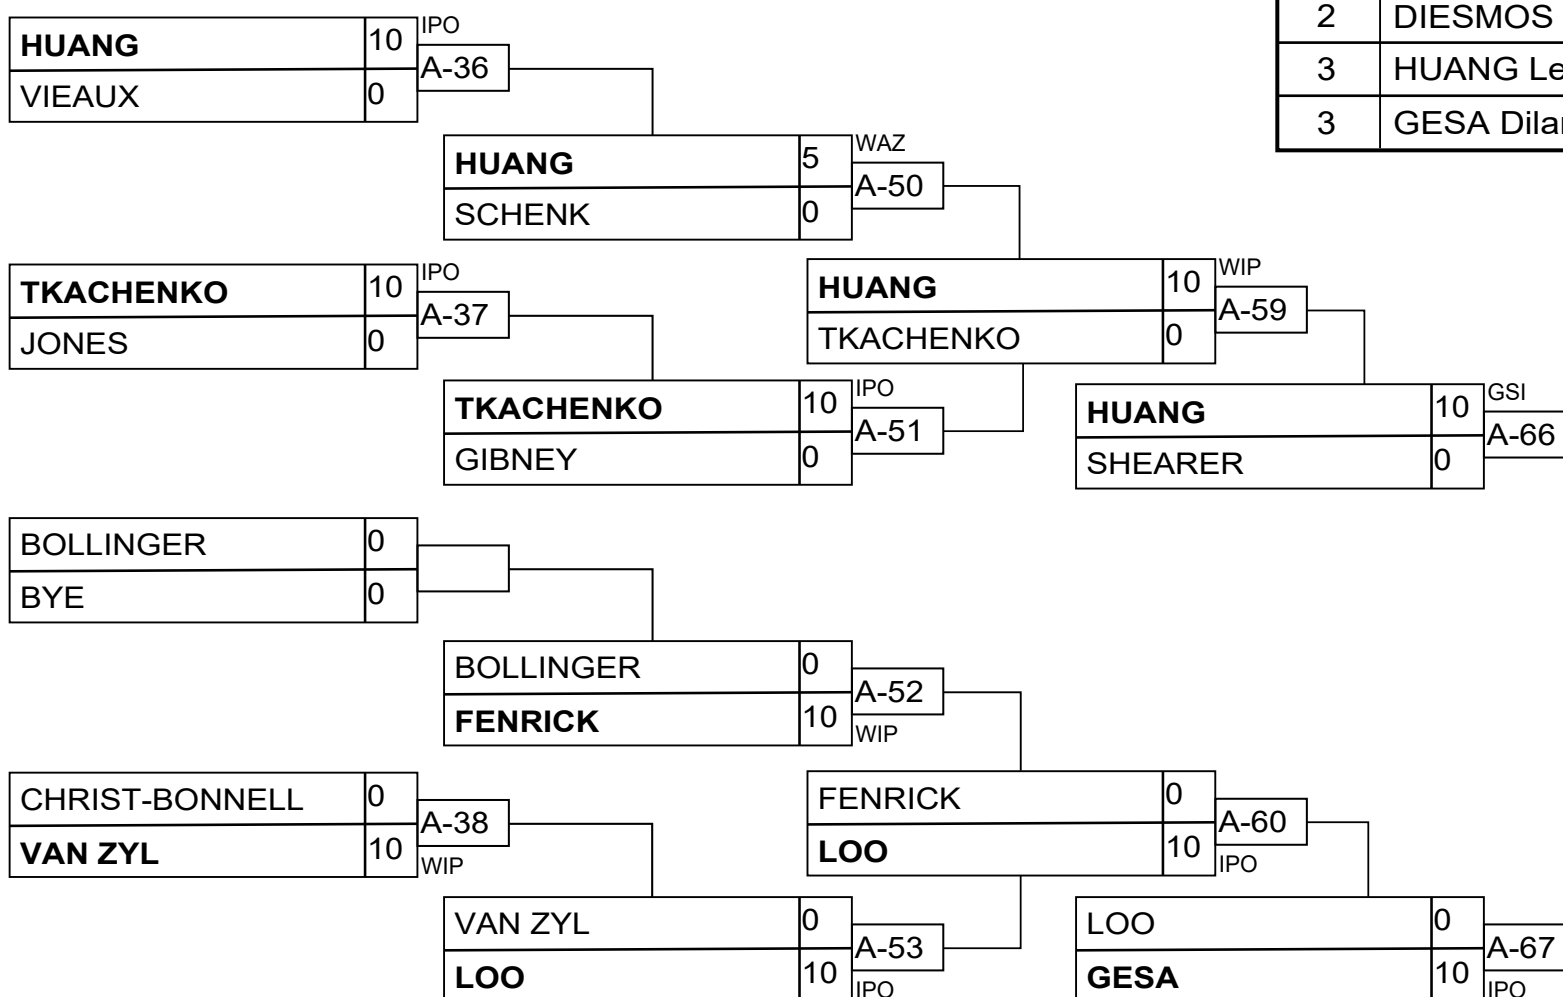 2 DIESMOS
3 HUANG Le
3 GESA Dilar
HUANG 10 IPO
A-36
VIEAUX 0
HUANG 5 WAZ
A-50
SCHENK 0
TKACHENKO 10 IPO
A-37
JONES 0
HUANG 10 WIP
A-59
TKACHENKO 0
TKACHENKO 10 IPO
A-51
GIBNEY 0
HUANG 10 GSI
A-66
SHEARER 0
BOLLINGER 0
BYE 0
BOLLINGER 0
A-52
FENRICK 10 WIP
CHRIST-BONNELL 0
A-38
VAN ZYL 10 WIP
FENRICK 0
A-60
LOO 10 IPO
VAN ZYL 0
A-53
LOO 10 IPO
LOO 0
A-67
GESA 10 IPO